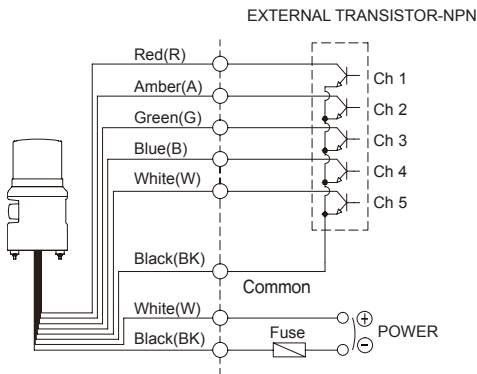 EXTERNAL TRANSISTOR-NPN
Red(R)
Ch 1
Amber(A)
Ch 2
Green(G)
Ch 3
Blue(B)
Ch 4
White(W)
Ch 5
Black(BK)
Common
White(W)
+
Fuse
POWER
Black(BK)
−